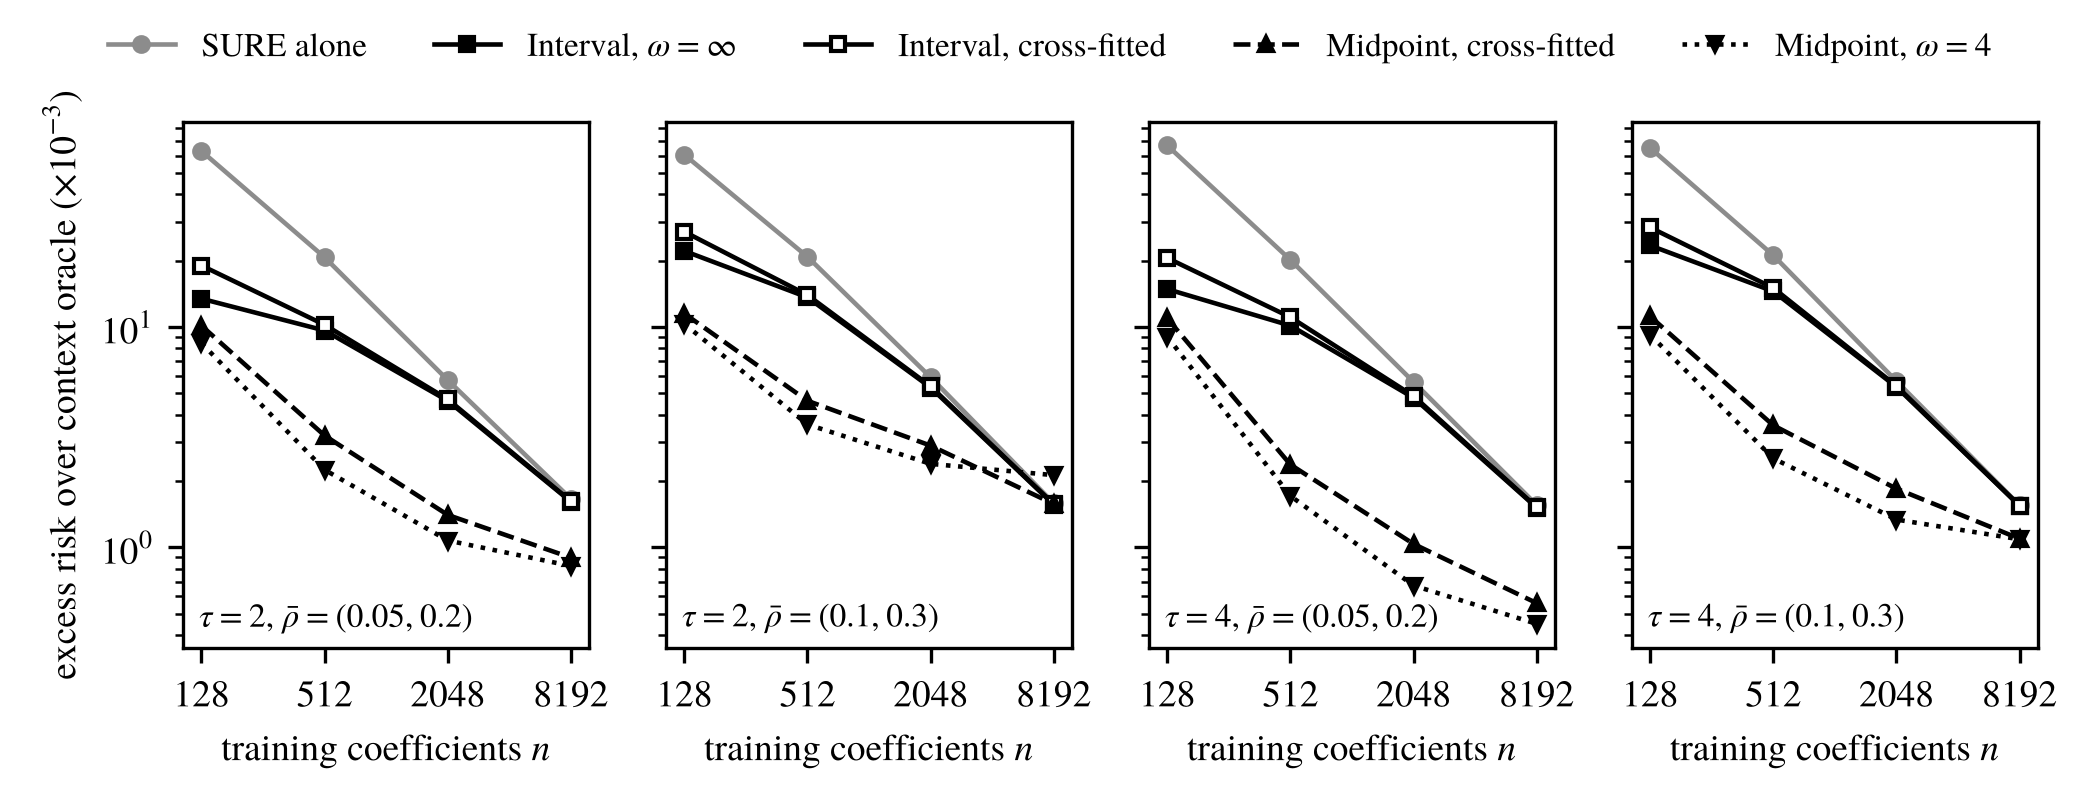 SURE alone Interval, ω = ∞ Interval, cross-fitted Midpoint, cross-fitted Midpoint, ω = 4
excess risk over context oracle (×10⁻³)
10¹
10⁰
τ = 2, ρ̄ = (0.05, 0.2)
128 512 2048 8192
training coefficients n
τ = 2, ρ̄ = (0.1, 0.3)
128 512 2048 8192
training coefficients n
τ = 4, ρ̄ = (0.05, 0.2)
128 512 2048 8192
training coefficients n
τ = 4, ρ̄ = (0.1, 0.3)
128 512 2048 8192
training coefficients n